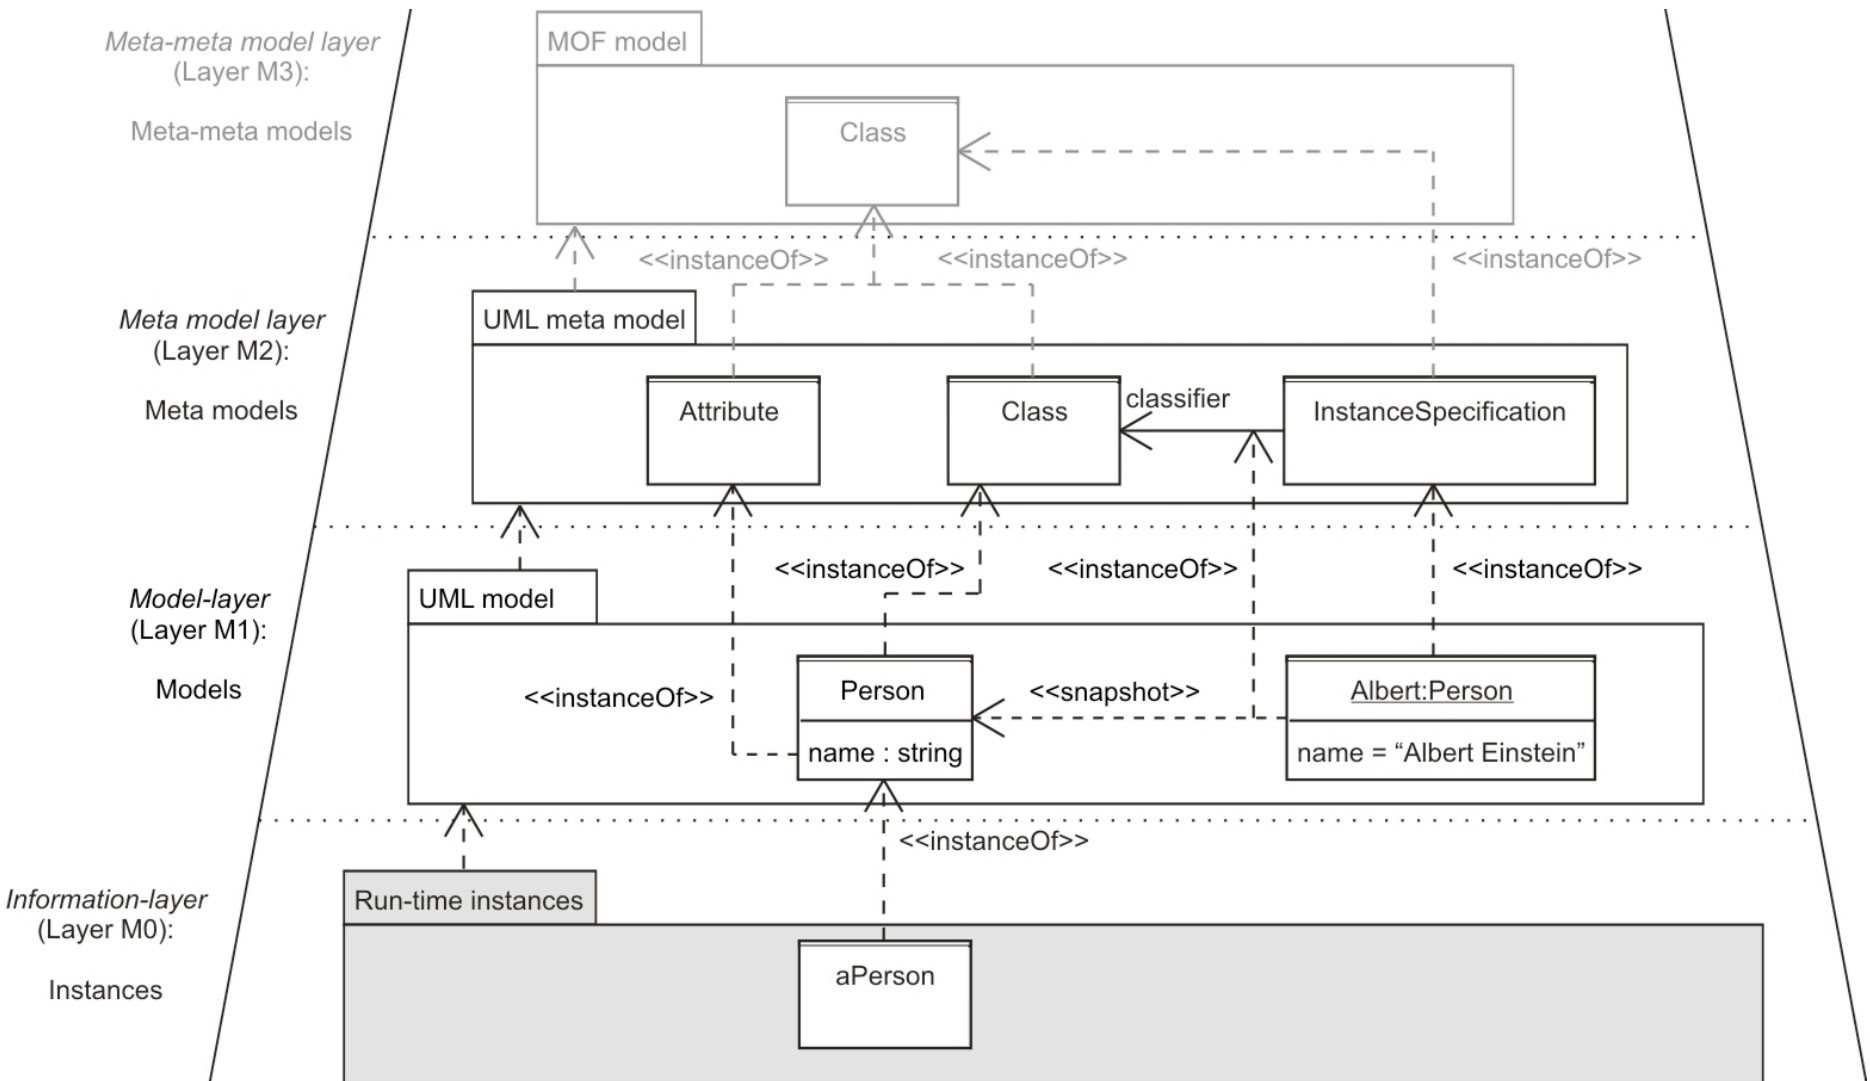 Meta-meta model layer
(Layer M3):
Meta-meta models
MOF model
Class
<<instanceOf>>
<<instanceOf>>
<<instanceOf>>
Meta model layer
(Layer M2):
Meta models
UML meta model
Attribute
Class
classifier
InstanceSpecification
<<instanceOf>>
<<instanceOf>>
<<instanceOf>>
Model-layer
(Layer M1):
Models
UML model
<<instanceOf>>
Person
name : string
<<snapshot>>
Albert:Person
name = “Albert Einstein”
<<instanceOf>>
Information-layer
(Layer M0):
Instances
Run-time instances
aPerson